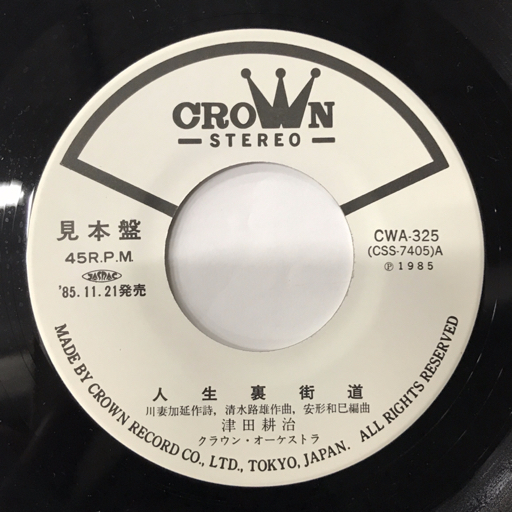 CROWN
STEREO
見本盤
45R.P.M.
'85.11.21発売
CWA-325
(CSS-7405)A
Ⓟ1985
人生裏街道
川妻加延作詩, 清水路雄作曲, 安形和巳編曲
津田耕治
クラウン・オーケストラ
MADE BY CROWN RECORD CO., LTD., TOKYO, JAPAN. ALL RIGHTS RESERVED